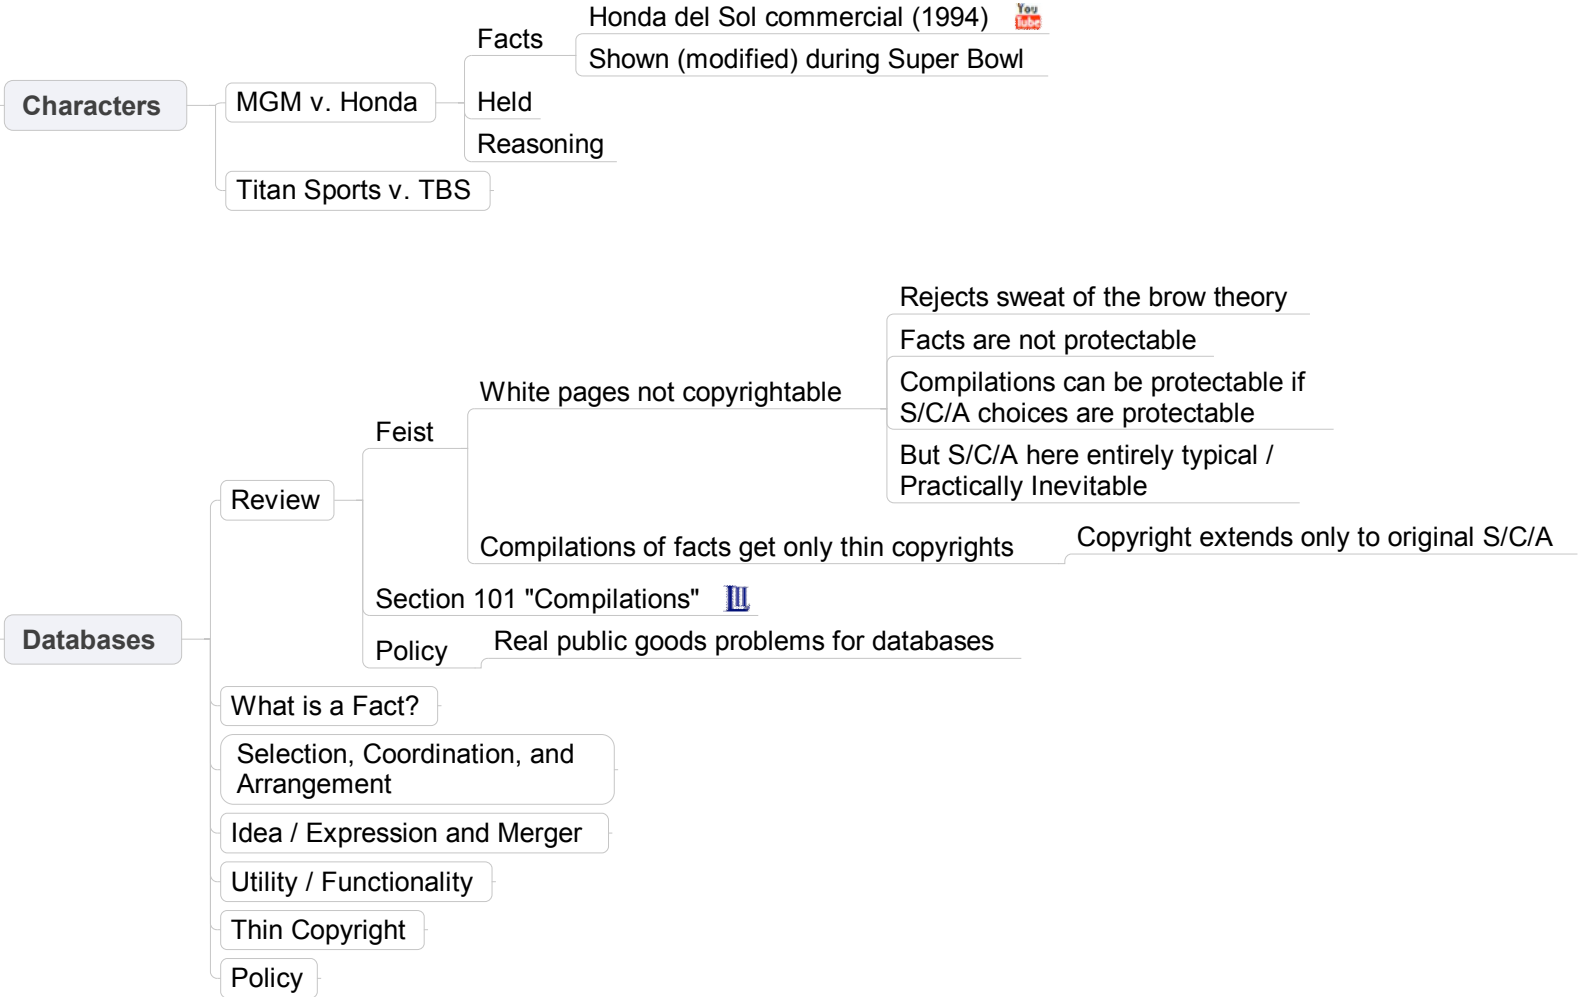 Honda del Sol commercial (1994)
You
Tube
Facts
Shown (modified) during Super Bowl
Characters
MGM v. Honda
Held
Reasoning
Titan Sports v. TBS
Rejects sweat of the brow theory
Facts are not protectable
White pages not copyrightable
Compilations can be protectable if
S/C/A choices are protectable
Feist
But S/C/A here entirely typical /
Practically Inevitable
Review
Compilations of facts get only thin copyrights
Copyright extends only to original S/C/A
Section 101 "Compilations"
LII
Databases
Policy
Real public goods problems for databases
What is a Fact?
Selection, Coordination, and
Arrangement
Idea / Expression and Merger
Utility / Functionality
Thin Copyright
Policy